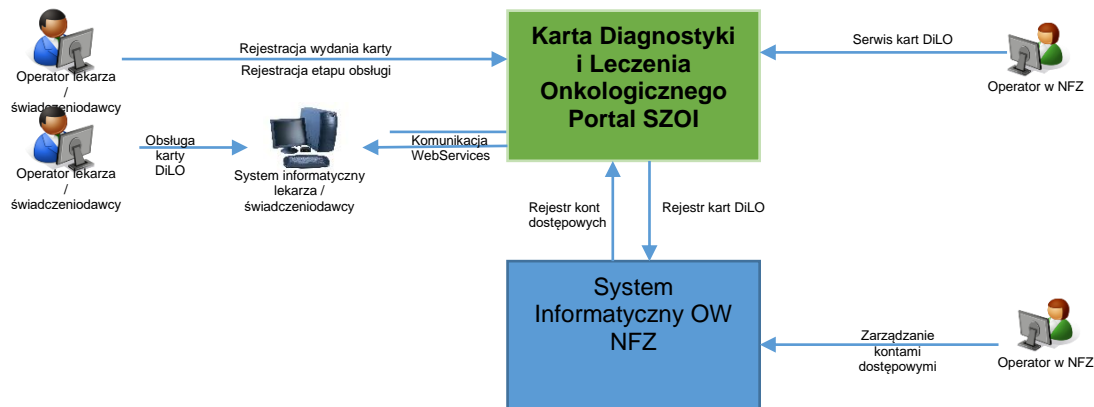 Rejestracja wydania karty
Rejestracja etapu obsługi
Operator lekarza
/
świadczeniodawcy
Karta Diagnostyki
i Leczenia
Onkologicznego
Portal SZOI
Serwis kart DiLO
Operator w NFZ
Operator lekarza
/
świadczeniodawcy
Obsługa
karty
DiLO
System informatyczny
lekarza /
świadczeniodawcy
Komunikacja
WebServices
Rejestr kont
dostępowych
Rejestr kart DiLO
System
Informatyczny OW
NFZ
Zarządzanie
kontami
dostępowymi
Operator w NFZ